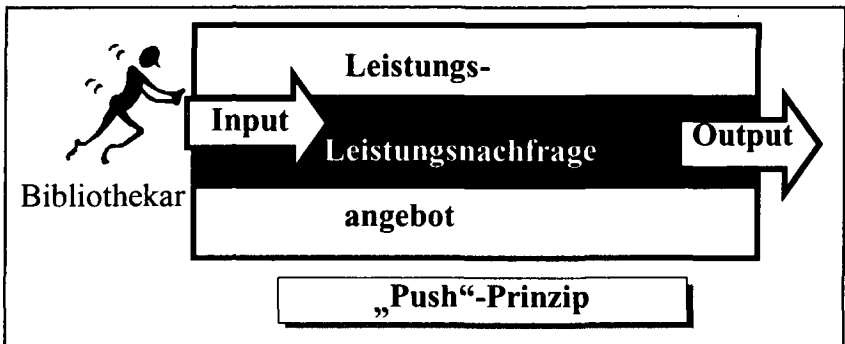 Leistungs-
Input
Output
Leistungsnachfrage
Bibliothekar
angebot
„Push“-Prinzip